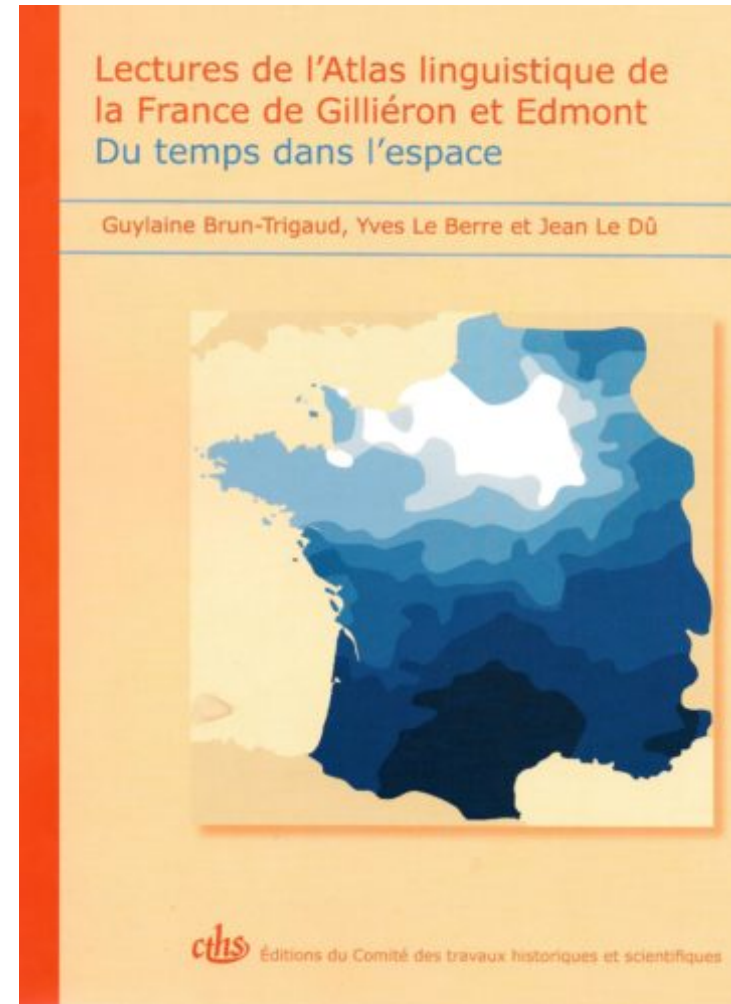 Lectures de l'Atlas linguistique de
la France de Gilliéron et Edmont
Du temps dans l'espace
Guylaine Brun-Trigaud, Yves Le Berre et Jean Le Dû
cths Éditions du Comité des travaux historiques et scientifiques